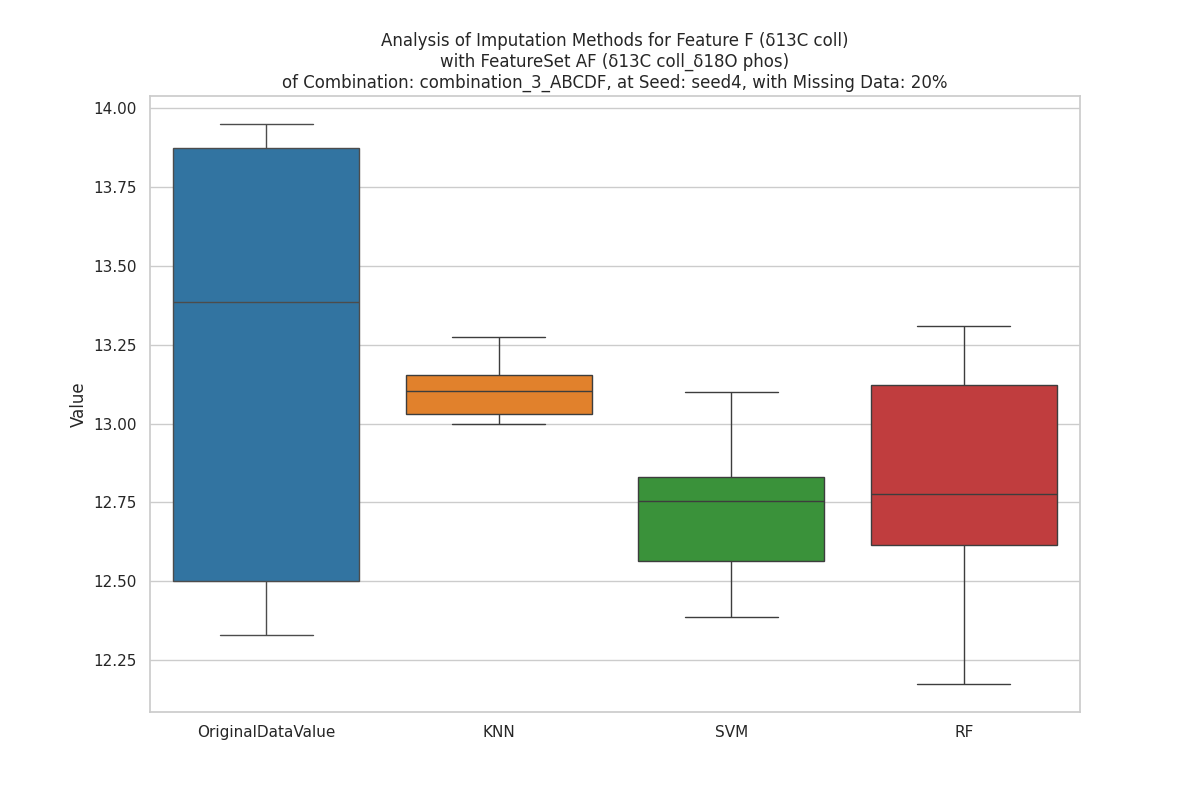 Analysis of Imputation Methods for Feature F (δ13C coll)
with FeatureSet AF (δ13C coll_δ18O phos)
of Combination: combination_3_ABCDF, at Seed: seed4, with Missing Data: 20%
14.00
13.75
13.50
13.25
13.00
12.75
12.50
12.25
Value
OriginalDataValue
KNN
SVM
RF